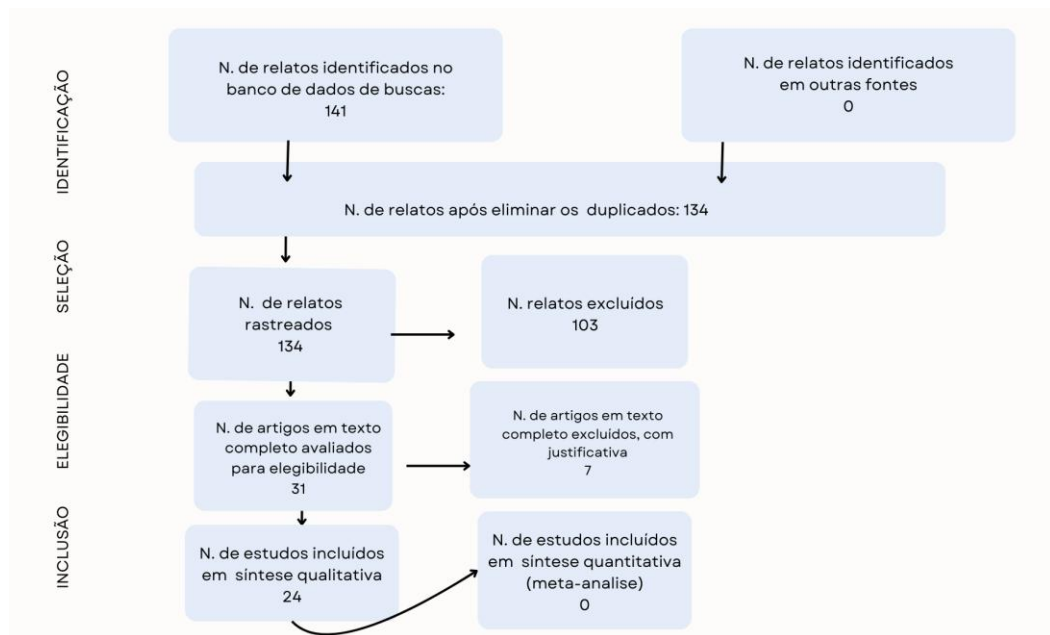 IDENTIFICAÇÃO
N. de relatos identificados no
banco de dados de buscas:
141
N. de relatos identificados
em outras fontes
0
N. de relatos após eliminar os duplicados: 134
SELEÇÃO
N. de relatos
rastreados
134
N. relatos excluídos
103
ELEGIBILIDADE
N. de artigos em texto
completo avaliados
para elegibilidade
31
N. de artigos em texto
completo excluídos, com
justificativa
7
INCLUSÃO
N. de estudos incluídos
em síntese qualitativa
24
N. de estudos incluídos
em síntese quantitativa
(meta-analise)
0